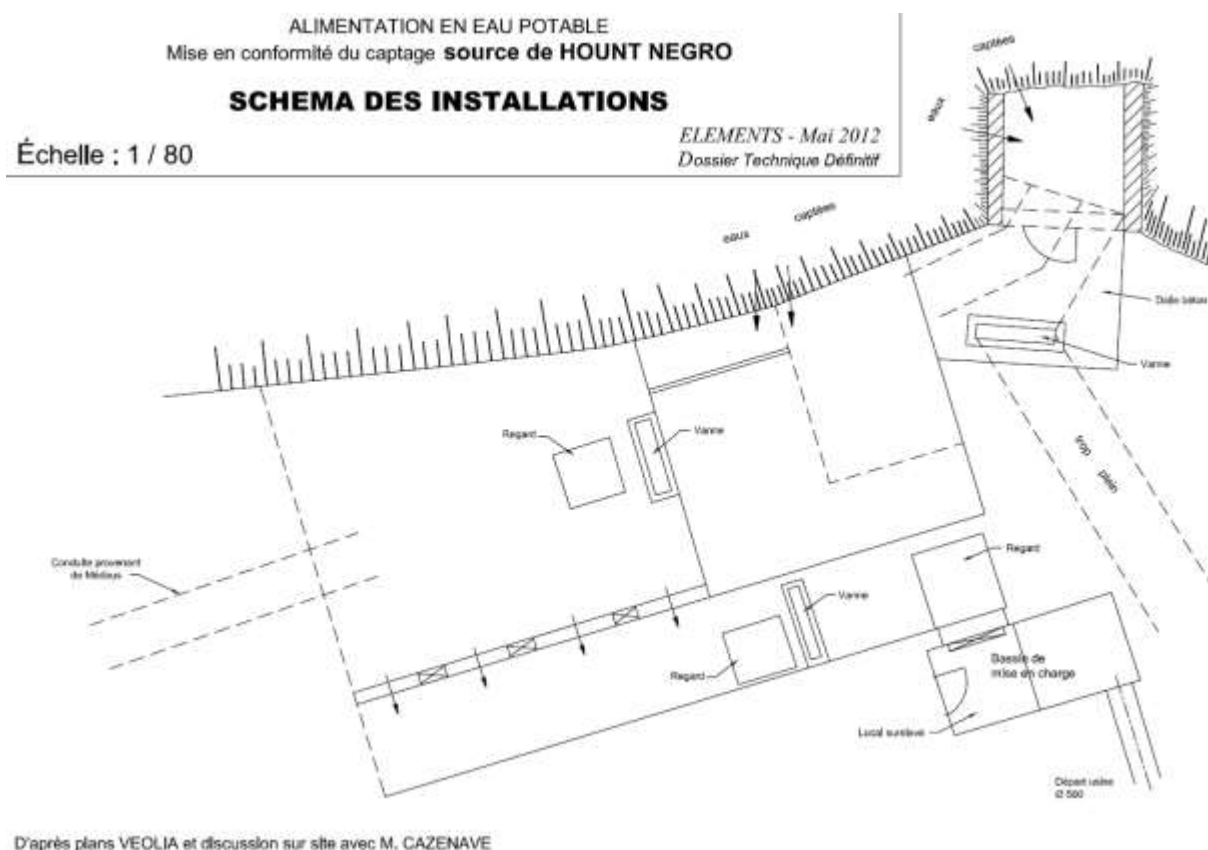 ALIMENTATION EN EAU POTABLE
Mise en conformité du captage source de HOUNT NEGRO
SCHEMA DES INSTALLATIONS
Échelle : 1 / 80
ELEMENTS - Mai 2012
Dossier Technique Définitif
captées
eaux
captées
eaux
Dalle béton
Vanne
Regard
Vanne
trop
plein
Conduite provenant
de Médous
Regard
Vanne
Regard
Bassin de
mise en charge
Local surélevé
Départ usine
Ø 500
D'après plans VEOLIA et discussion sur site avec M. CAZENAVE